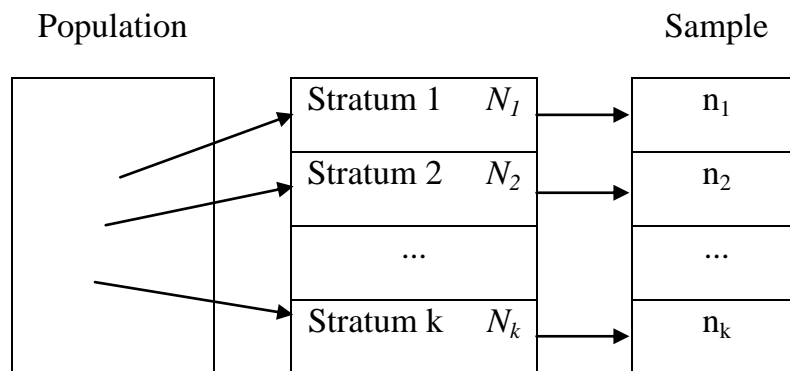 Population Sample
Stratum 1 N₁ n₁
Stratum 2 N₂ n₂
... ...
Stratum k Nₖ nₖ